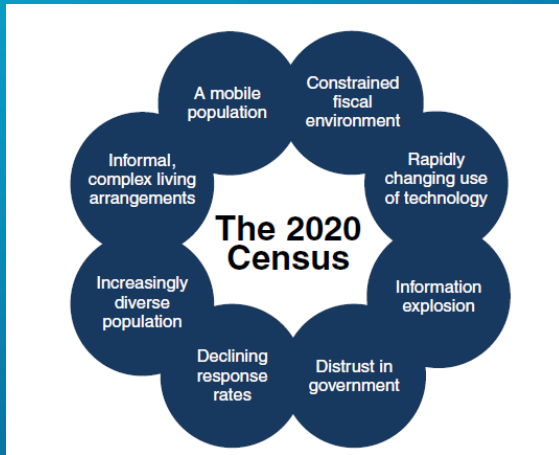 A mobile
population
Constrained
fiscal
environment
Informal,
complex living
arrangements
Rapidly
changing use
of technology
The 2020
Census
Increasingly
diverse
population
Information
explosion
Declining
response
rates
Distrust in
government